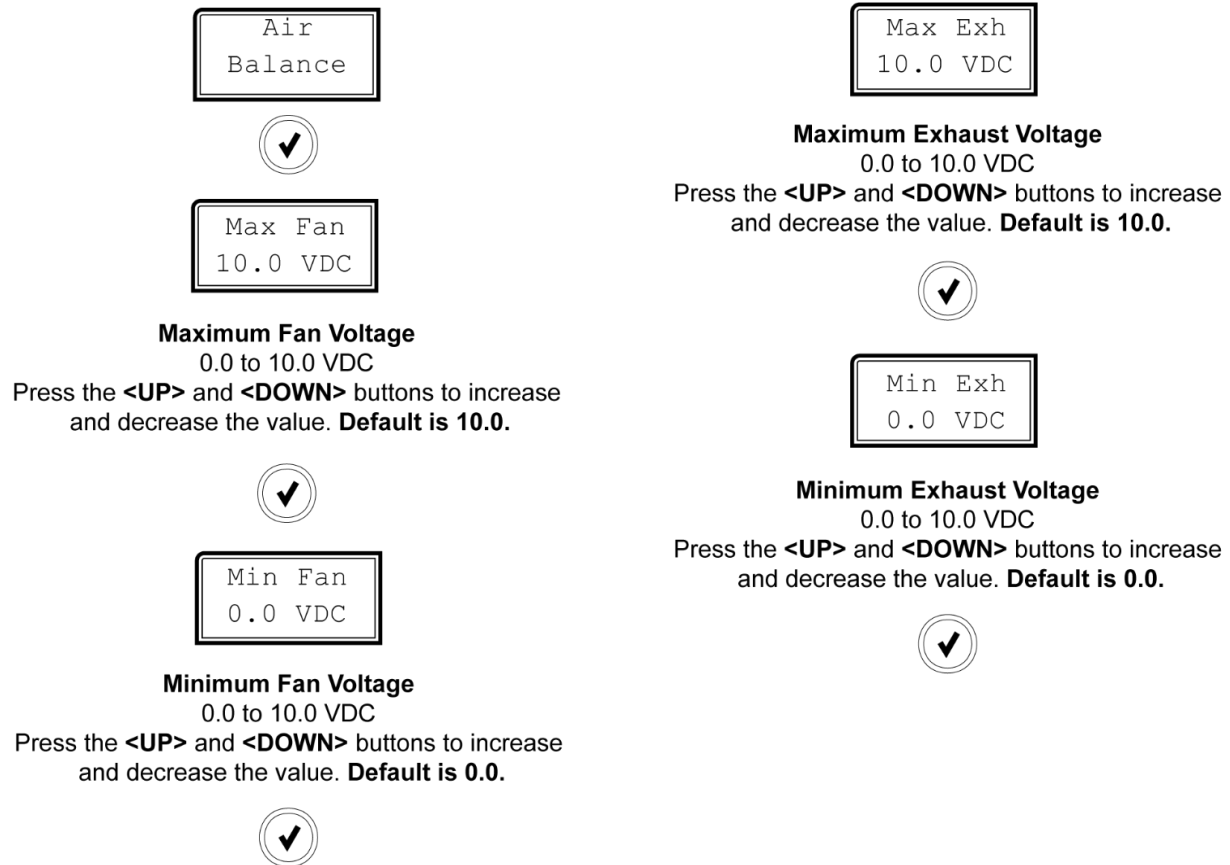 Air
Balance
Max Fan
10.0 VDC
Maximum Fan Voltage
0.0 to 10.0 VDC
Press the <UP> and <DOWN> buttons to increase
and decrease the value. Default is 10.0.
Min Fan
0.0 VDC
Minimum Fan Voltage
0.0 to 10.0 VDC
Press the <UP> and <DOWN> buttons to increase
and decrease the value. Default is 0.0.
Max Exh
10.0 VDC
Maximum Exhaust Voltage
0.0 to 10.0 VDC
Press the <UP> and <DOWN> buttons to increase
and decrease the value. Default is 10.0.
Min Exh
0.0 VDC
Minimum Exhaust Voltage
0.0 to 10.0 VDC
Press the <UP> and <DOWN> buttons to increase
and decrease the value. Default is 0.0.